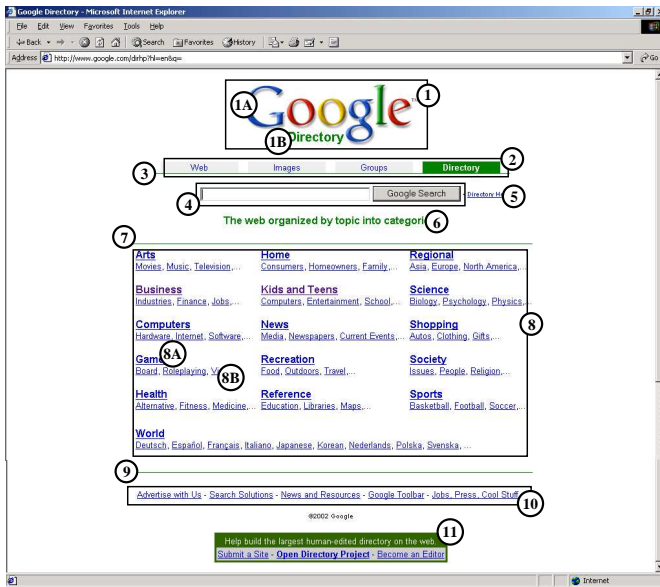 Google Directory - Microsoft Internet Explorer
File Edit View Favorites Tools Help
Back Search Favorites History
Address http://www.google.com/dirhp?hl=en&q= Go
1A Google 1
1B Directory
2
3 Web Images Groups Directory
4 Google Search Directory 5
The web organized by topic into 6
7
Arts Home Regional
Movies, Music, Television,... Consumers, Homeowners, Family,... Asia, Europe, North America,...
Business Kids and Teens Science
Industries, Finance, Jobs,... Computers, Entertainment, School,... Biology, Psychology, Physics,...
Computers News Shopping 8
Hardware, Internet, Software,... Media, Newspapers, Current Events,... Autos, Clothing, Gifts,...
8A Recreation Society
Board, Roleplaying, 8B Food, Outdoors, Travel,... Issues, People, Religion,...
Health Reference Sports
Alternative, Fitness, Medicine,... Education, Libraries, Maps,... Basketball, Football, Soccer,...
World
Deutsch, Español, Français, Italiano, Japanese, Korean, Nederlands, Polska, Svenska, ...
9
Advertise with Us - Search Solutions - News and Resources - Google Toolbar - Jobs, Press, Cool Stuff...
10
©2002 Google
11
Help build the largest human-edited directory on the web.
Submit a Site - Open Directory Project - Become an Editor
Internet